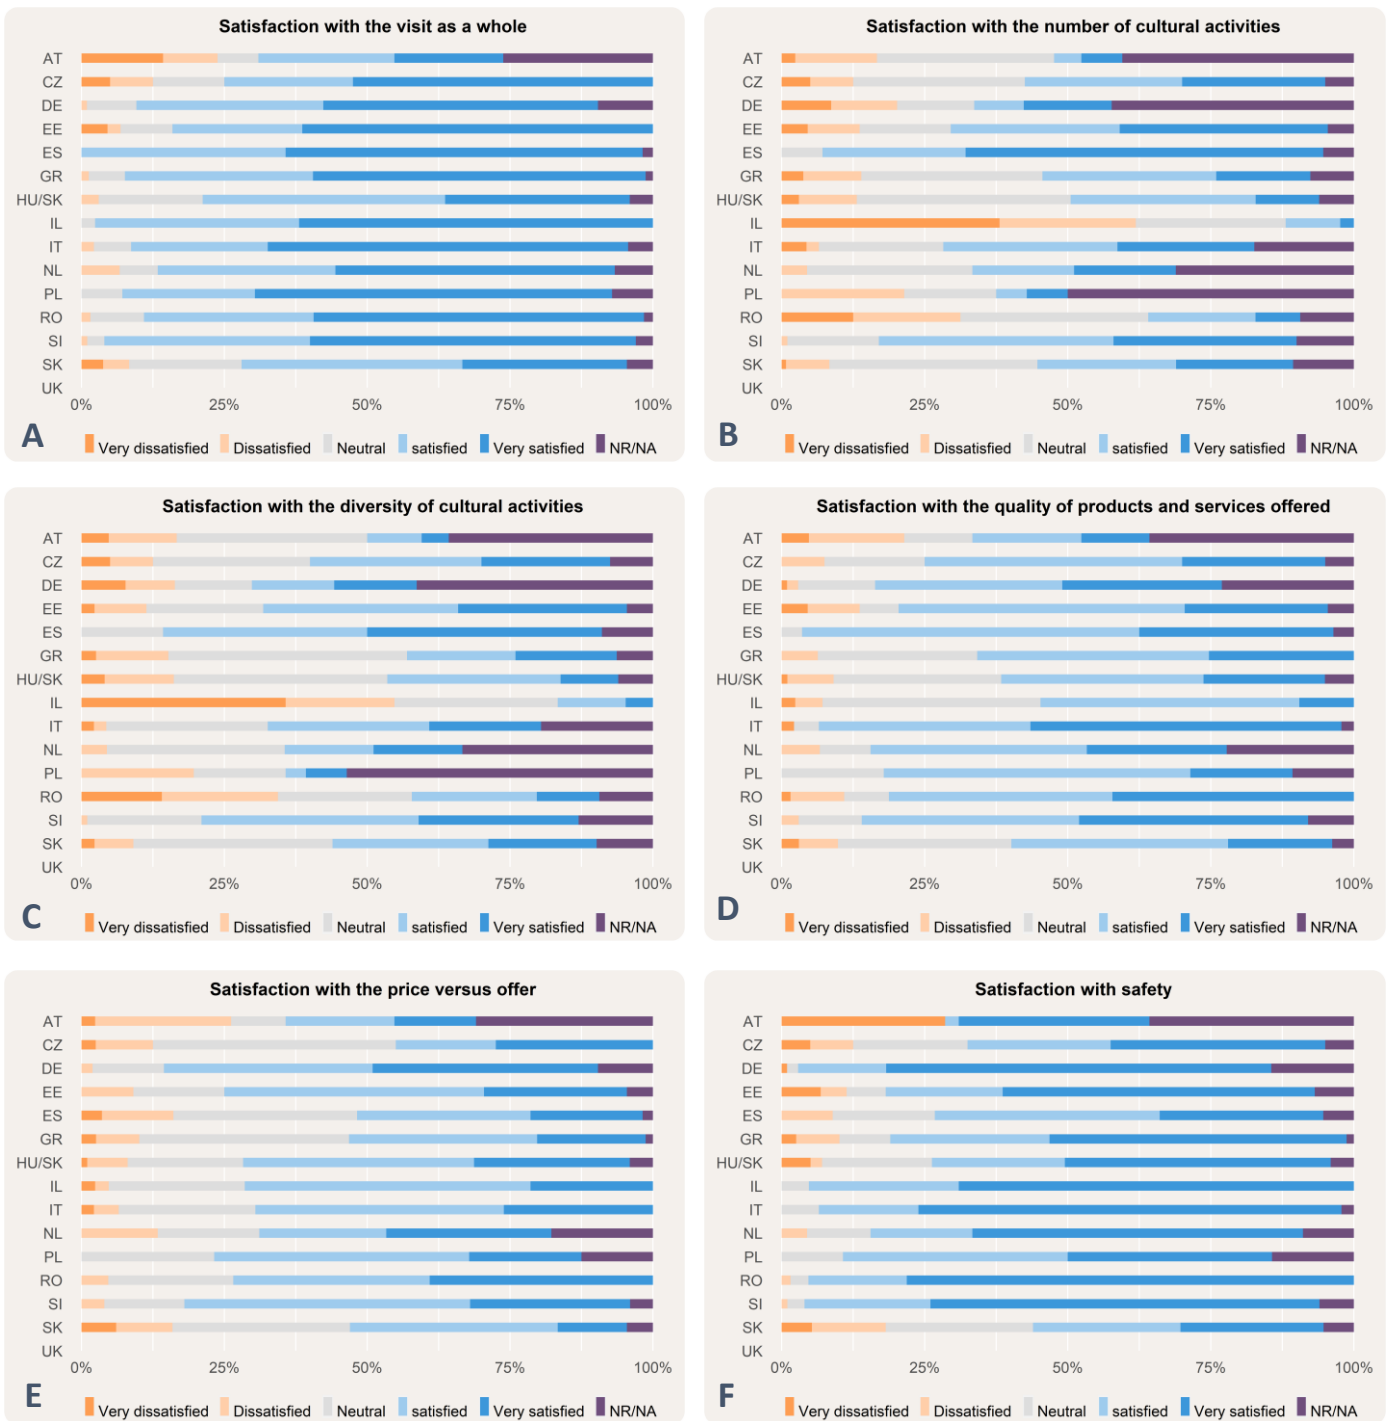 Satisfaction with the visit as a whole
AT
CZ
DE
EE
ES
GR
HU/SK
IL
IT
NL
PL
RO
SI
SK
UK
0% 25% 50% 75% 100%
A
Very dissatisfied Dissatisfied Neutral satisfied Very satisfied NR/NA
Satisfaction with the number of cultural activities
AT
CZ
DE
EE
ES
GR
HU/SK
IL
IT
NL
PL
RO
SI
SK
UK
0% 25% 50% 75% 100%
B
Very dissatisfied Dissatisfied Neutral satisfied Very satisfied NR/NA
Satisfaction with the diversity of cultural activities
AT
CZ
DE
EE
ES
GR
HU/SK
IL
IT
NL
PL
RO
SI
SK
UK
0% 25% 50% 75% 100%
C
Very dissatisfied Dissatisfied Neutral satisfied Very satisfied NR/NA
Satisfaction with the quality of products and services offered
AT
CZ
DE
EE
ES
GR
HU/SK
IL
IT
NL
PL
RO
SI
SK
UK
0% 25% 50% 75% 100%
D
Very dissatisfied Dissatisfied Neutral satisfied Very satisfied NR/NA
Satisfaction with the price versus offer
AT
CZ
DE
EE
ES
GR
HU/SK
IL
IT
NL
PL
RO
SI
SK
UK
0% 25% 50% 75% 100%
E
Very dissatisfied Dissatisfied Neutral satisfied Very satisfied NR/NA
Satisfaction with safety
AT
CZ
DE
EE
ES
GR
HU/SK
IL
IT
NL
PL
RO
SI
SK
UK
0% 25% 50% 75% 100%
F
Very dissatisfied Dissatisfied Neutral satisfied Very satisfied NR/NA